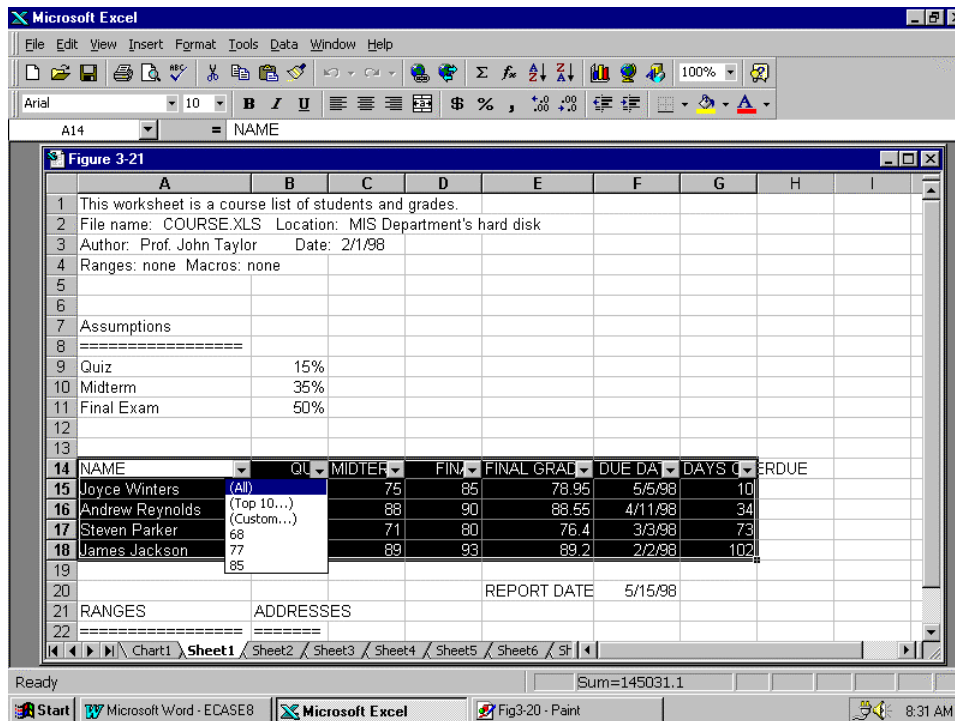 Microsoft Excel
File Edit View Insert Format Tools Data Window Help
ABC 100%
Arial 10 B I U $ % ,
A14 = NAME
Figure 3-21
A B C D E F G H I
1 This worksheet is a course list of students and grades.
2 File name: COURSE.XLS Location: MIS Department's hard disk
3 Author: Prof. John Taylor Date: 2/1/98
4 Ranges: none Macros: none
5
6
7 Assumptions
8 =================
9 Quiz 15%
10 Midterm 35%
11 Final Exam 50%
12
13
14 NAME QU MIDTER FINA FINAL GRAD DUE DAT DAYS O ERDUE
15 Joyce Winters (All) 75 85 78.95 5/5/98 10
(Top 10...)
16 Andrew Reynolds 88 90 88.55 4/11/98 34
(Custom...)
17 Steven Parker 68 71 80 76.4 3/3/98 73
77
18 James Jackson 89 93 89.2 2/2/98 102
85
19
20 REPORT DATE 5/15/98
21 RANGES ADDRESSES
22 ================= =======
Chart1 Sheet1 Sheet2 Sheet3 Sheet4 Sheet5 Sheet6 Sh
Ready Sum=145031.1
Start Microsoft Word - ECASE8 Microsoft Excel Fig3-20 - Paint 8:31 AM